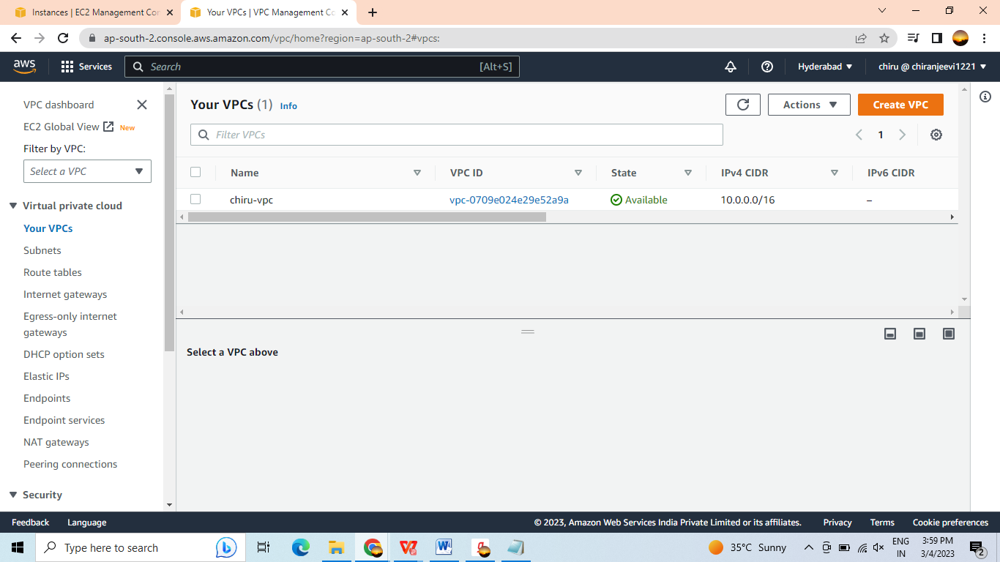 Instances | EC2 Management Con
Your VPCs | VPC Management Co
ap-south-2.console.aws.amazon.com/vpc/home?region=ap-south-2#vpcs:
aws
Services
Search
[Alt+S]
Hyderabad
chiru @ chiranjeevi1221
VPC dashboard
EC2 Global View New
Filter by VPC:
Select a VPC
Virtual private cloud
Your VPCs
Subnets
Route tables
Internet gateways
Egress-only internet
gateways
DHCP option sets
Elastic IPs
Endpoints
Endpoint services
NAT gateways
Peering connections
Security
Your VPCs (1) Info
Actions
Create VPC
Filter VPCs
1
Name VPC ID State IPv4 CIDR IPv6 CIDR
chiru-vpc vpc-0709e024e29e52a9a Available 10.0.0.0/16 –
Select a VPC above
Feedback Language © 2023, Amazon Web Services India Private Limited or its affiliates. Privacy Terms Cookie preferences
Type here to search
35°C Sunny
ENG
IN
3:59 PM
3/4/2023
2